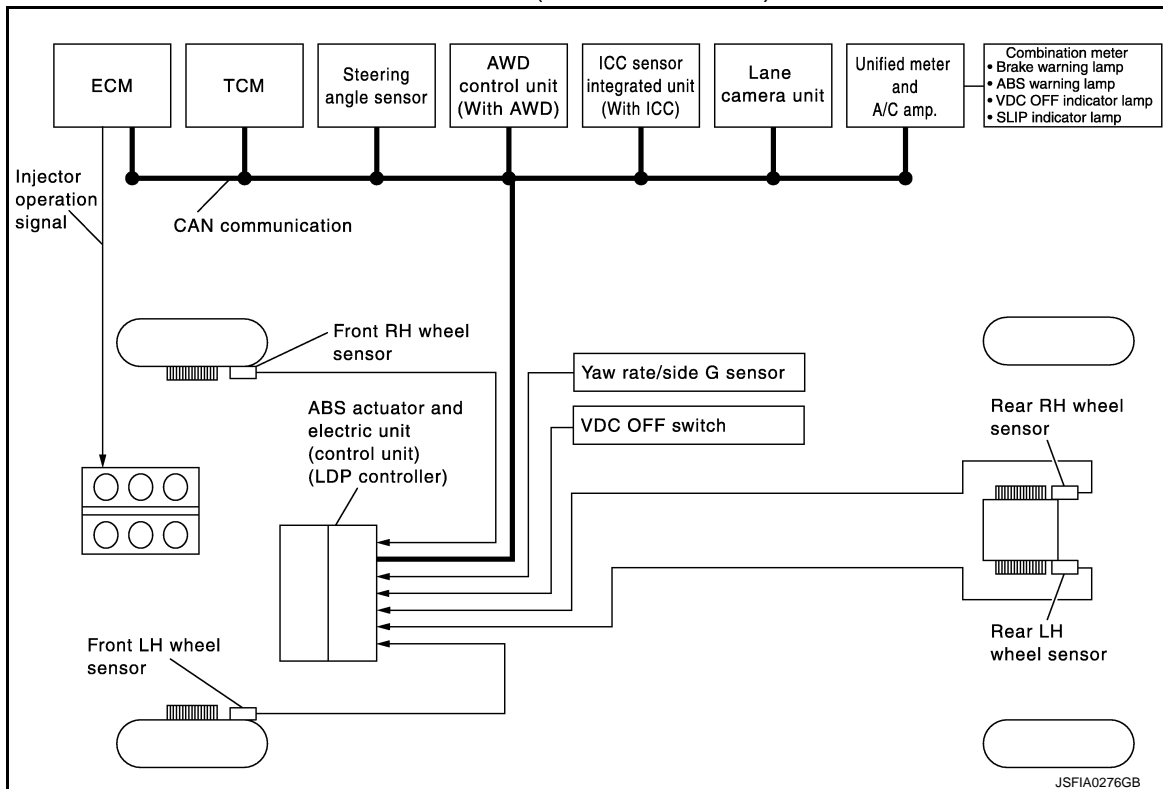 ECM
TCM
Steering
angle sensor
AWD
control unit
(With AWD)
ICC sensor
integrated unit
(With ICC)
Lane
camera unit
Unified meter
and
A/C amp.
Combination meter
• Brake warning lamp
• ABS warning lamp
• VDC OFF indicator lamp
• SLIP indicator lamp
Injector
operation
signal
CAN communication
Front RH wheel
sensor
Yaw rate/side G sensor
VDC OFF switch
ABS actuator and
electric unit
(control unit)
(LDP controller)
Rear RH wheel
sensor
Front LH wheel
sensor
Rear LH
wheel sensor
JSFIA0276GB